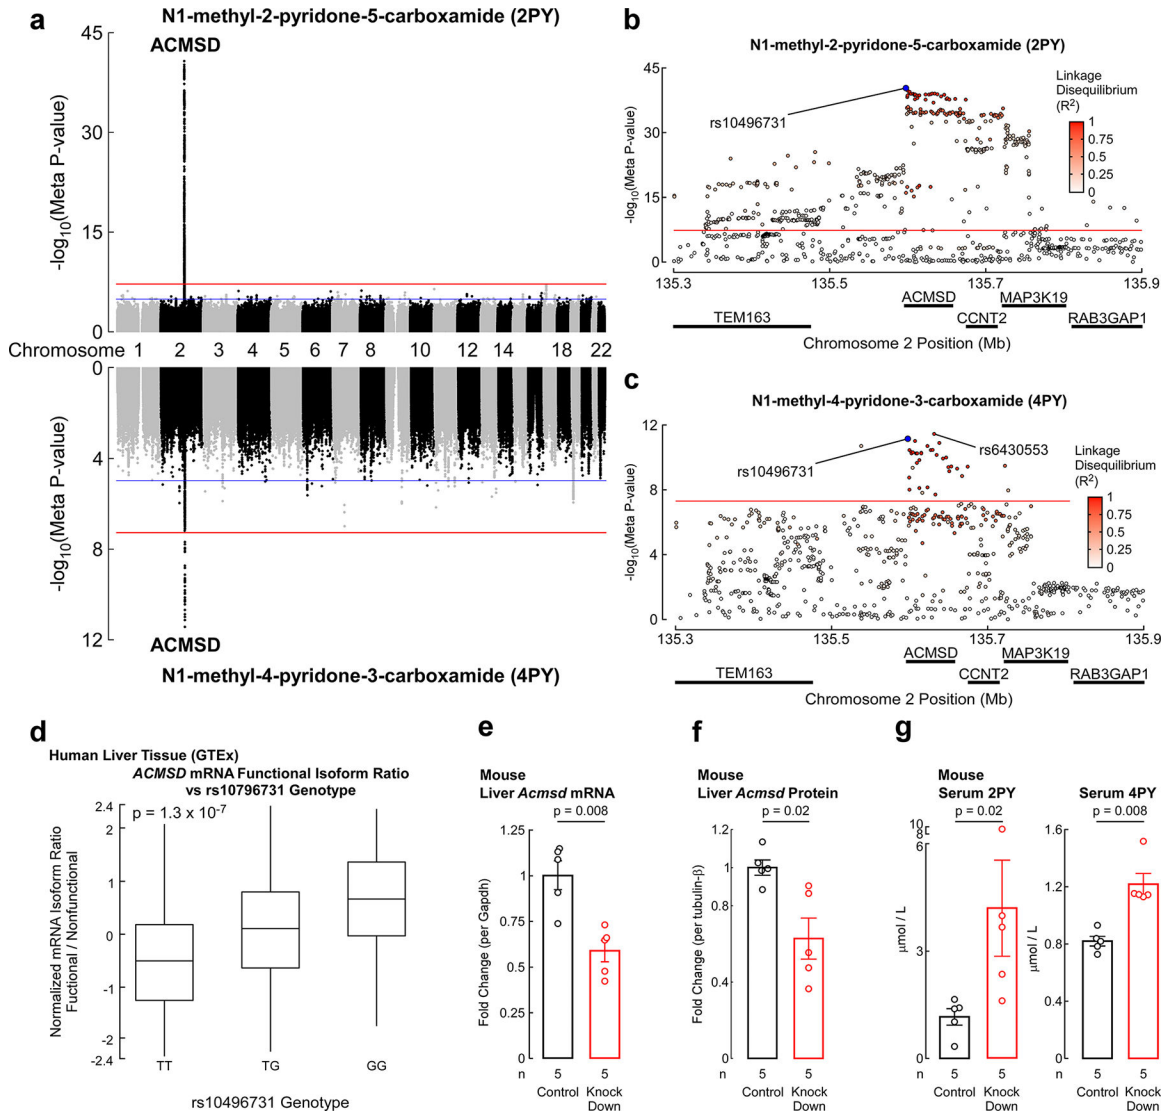 a
N1-methyl-2-pyridone-5-carboxamide (2PY)
ACMSD
45
30
15
0
-log10(Meta P-value)
Chromosome 1 2 3 4 5 6 7 8 10 12 14 18 22
0
4
8
12
-log10(Meta P-value)
ACMSD
N1-methyl-4-pyridone-3-carboxamide (4PY)
b
N1-methyl-2-pyridone-5-carboxamide (2PY)
45
30
15
0
-log10(Meta P-value)
rs10496731
Linkage
Disequilibrium
(R2)
1
0.75
0.5
0.25
0
135.3 135.5 135.7 135.9
ACMSD MAP3K19
TEM163 CCNT2 RAB3GAP1
Chromosome 2 Position (Mb)
c
N1-methyl-4-pyridone-3-carboxamide (4PY)
12
8
4
0
-log10(Meta P-value)
rs6430553
rs10496731
Linkage
Disequilibrium
(R2)
1
0.75
0.5
0.25
0
135.3 135.5 135.7 135.9
ACMSD MAP3K19
TEM163 CCNT2 RAB3GAP1
Chromosome 2 Position (Mb)
d
Human Liver Tissue (GTEx)
ACMSD mRNA Functional Isoform Ratio
vs rs10796731 Genotype
p = 1.3 x 10-7
2.4
2
1
0
-1
-2
-2.4
Normalized mRNA Isoform Ratio
Fuctional / Nonfunctional
TT TG GG
rs10496731 Genotype
e
Mouse
Liver Acmsd mRNA
p = 0.008
1.25
1
0.75
0.5
0
Fold Change (per Gapdh)
n 5 5
Control Knock
Down
f
Mouse
Liver Acmsd Protein
p = 0.02
1.2
1
0.8
0.6
0.4
0
Fold Change (per tubulin-β)
n 5 5
Control Knock
Down
g
Mouse
Serum 2PY
p = 0.02
10
8
6
3
0
μmol / L
n 5 5
Control Knock
Down
Serum 4PY
p = 0.008
1.6
1.2
0.8
0.4
0
μmol / L
5 5
Control Knock
Down